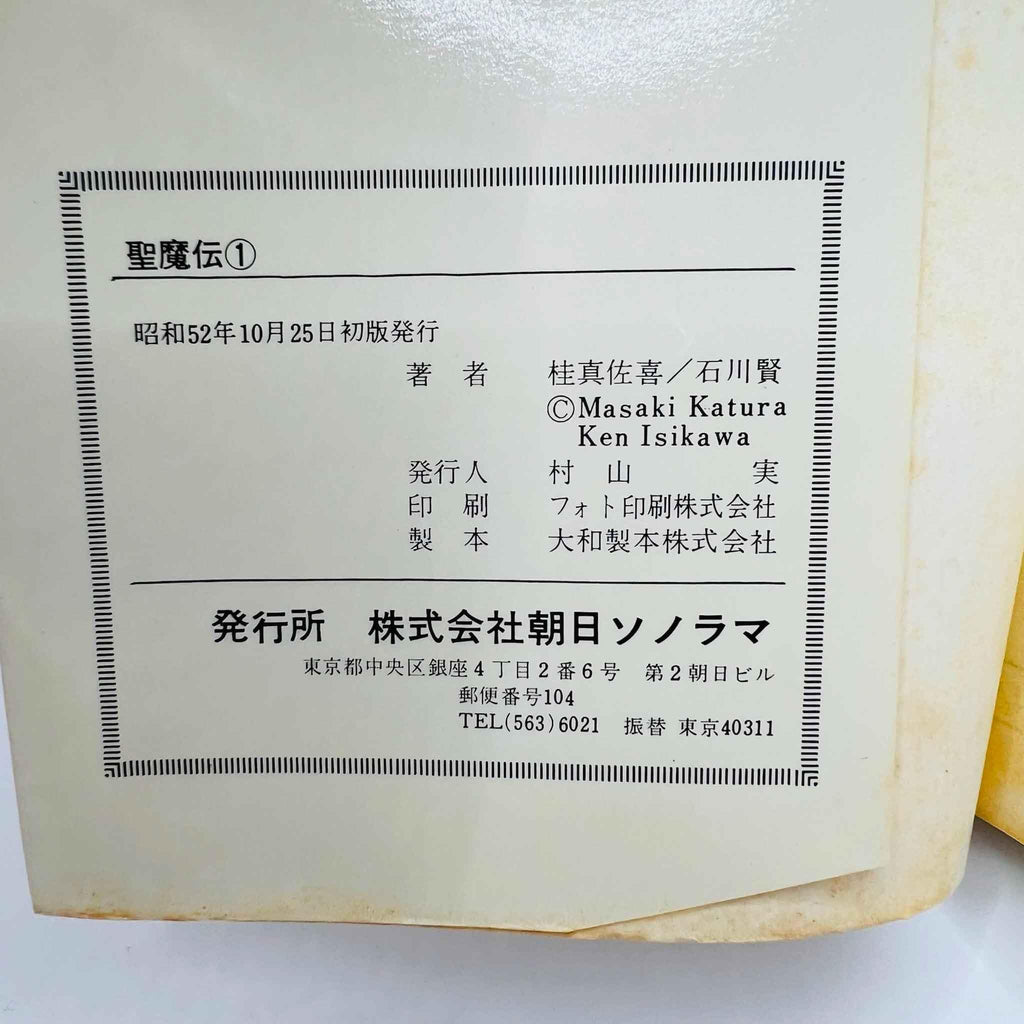 聖魔伝①
昭和52年10月25日初版発行
著 者 桂真佐喜／石川賢
ⒸMasaki Katura
Ken Isikawa
発行人 村 山 実
印 刷 フォト印刷株式会社
製 本 大和製本株式会社
発行所 株式会社朝日ソノラマ
東京都中央区銀座4丁目2番6号 第2朝日ビル
郵便番号104
TEL(563)6021 振替 東京40311